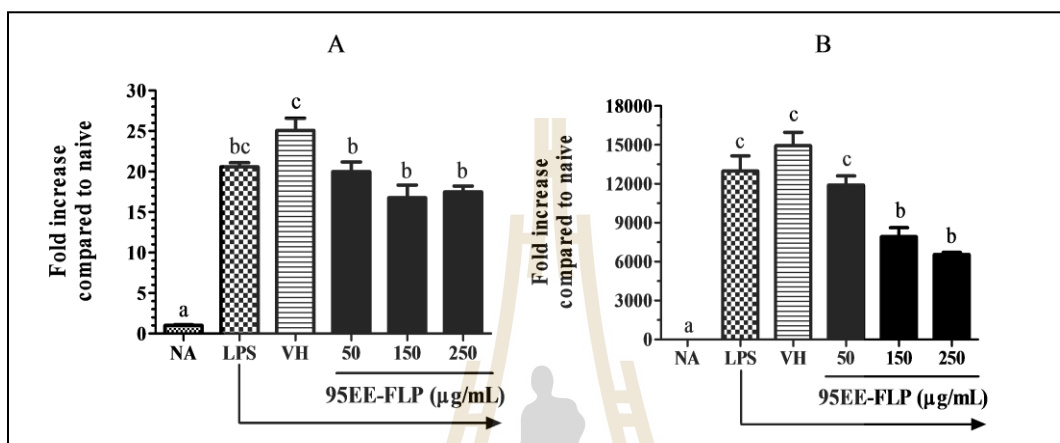 A
Fold increase
compared to naive
30
25
20
15
10
5
0
a
bc
c
b
b
b
NA
LPS
VH
50
150
250
95EE-FLP (µg/mL)
B
Fold increase
compared to naive
18000
15000
12000
9000
6000
3000
0
a
c
c
c
b
b
NA
LPS
VH
50
150
250
95EE-FLP (µg/mL)